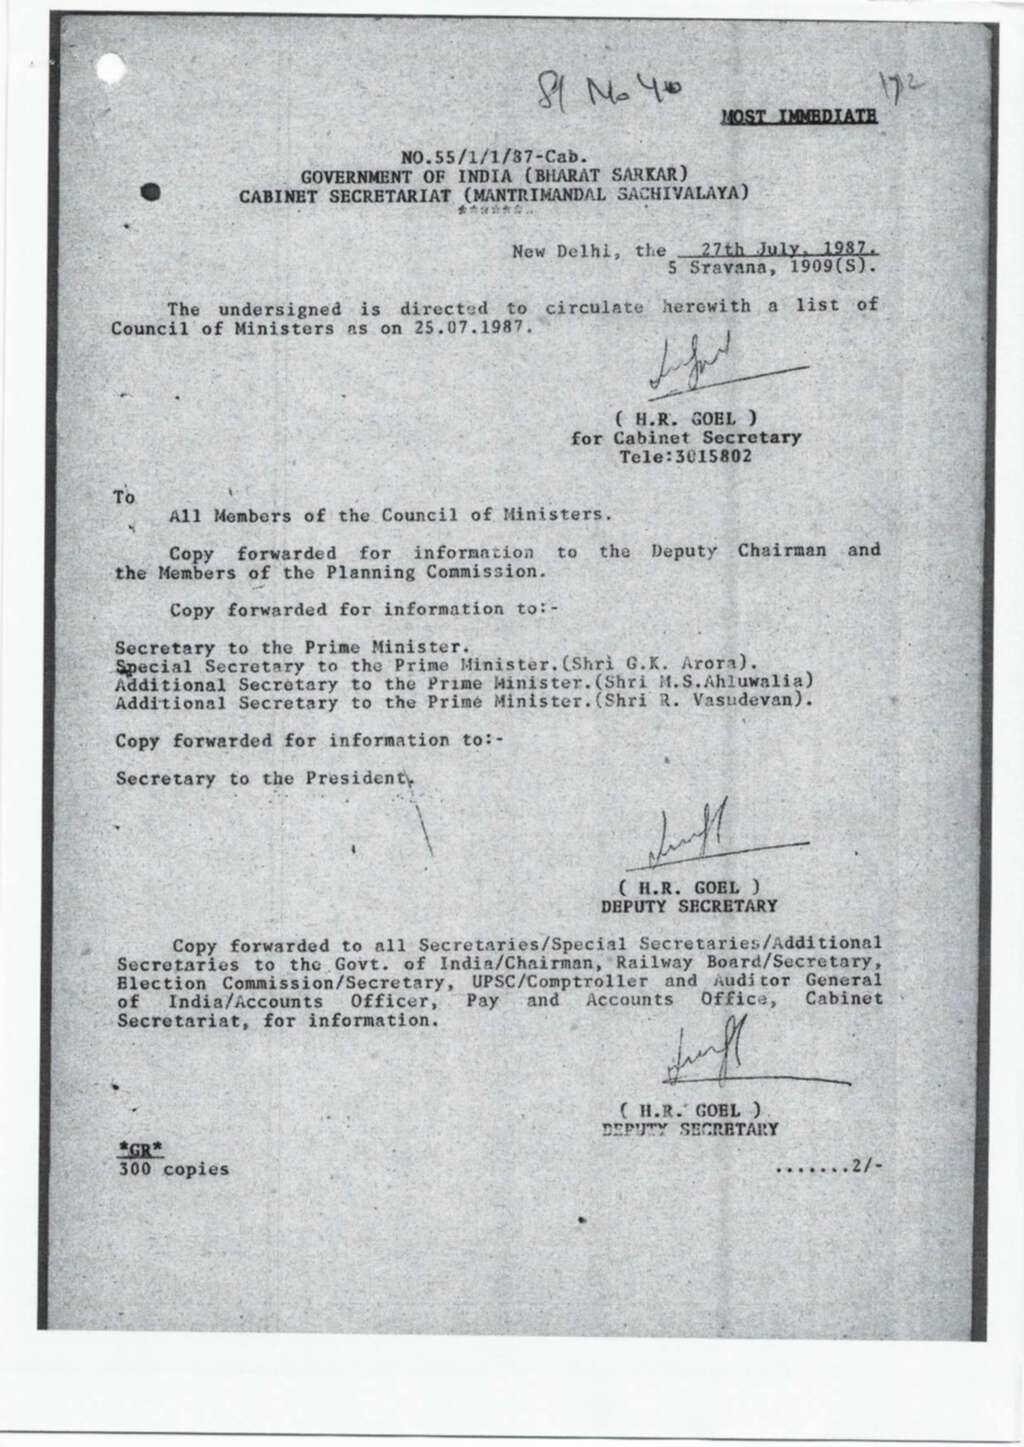 Sl No 40
172
MOST IMMEDIATE
NO.55/1/1/87-Cab.
GOVERNMENT OF INDIA (BHARAT SARKAR)
CABINET SECRETARIAT (MANTRIMANDAL SACHIVALAYA)
*******..
New Delhi, the 27th July, 1987.
5 Sravana, 1909(S).
The undersigned is directed to circulate herewith a list of
Council of Ministers as on 25.07.1987.
( H.R. GOEL )
for Cabinet Secretary
Tele:3015802
To
All Members of the Council of Ministers.
Copy forwarded for information to the Deputy Chairman and
the Members of the Planning Commission.
Copy forwarded for information to:-
Secretary to the Prime Minister.
Special Secretary to the Prime Minister.(Shri G.K. Arora).
Additional Secretary to the Prime Minister.(Shri M.S.Ahluwalia)
Additional Secretary to the Prime Minister.(Shri R. Vasudevan).
Copy forwarded for information to:-
Secretary to the President.
( H.R. GOEL )
DEPUTY SECRETARY
Copy forwarded to all Secretaries/Special Secretaries/Additional
Secretaries to the Govt. of India/Chairman, Railway Board/Secretary,
Election Commission/Secretary, UPSC/Comptroller and Auditor General
of India/Accounts Officer, Pay and Accounts Office, Cabinet
Secretariat, for information.
( H.R. GOEL )
DEPUTY SECRETARY
*GR*
300 copies
.......2/-